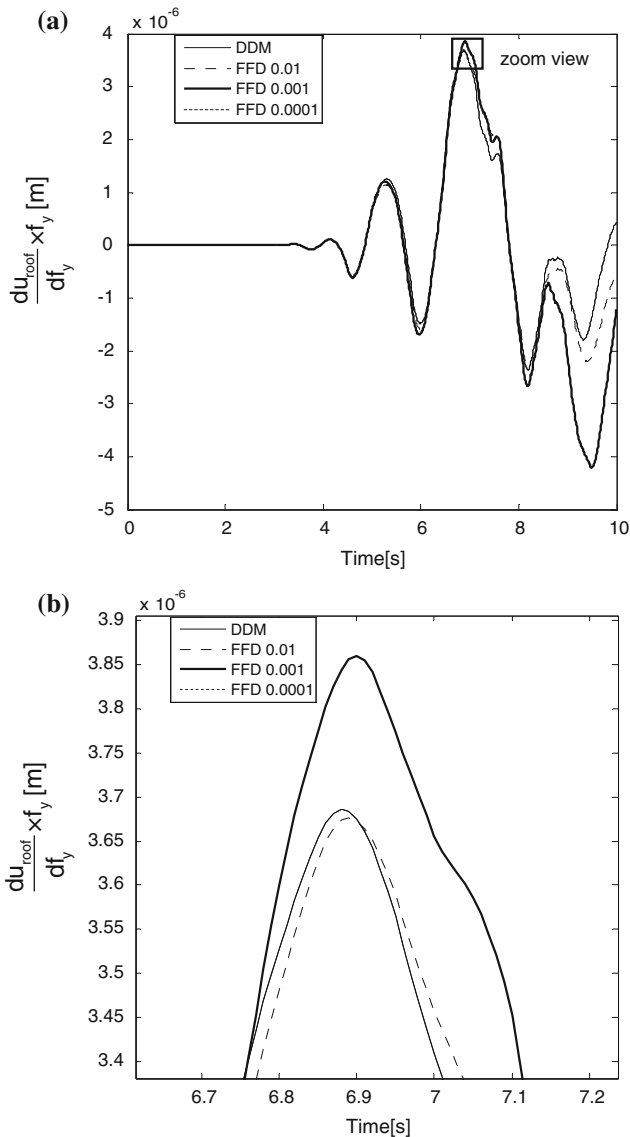 (a)
x 10⁻⁶
DDM
FFD 0.01
FFD 0.001
FFD 0.0001
zoom view
4
3
2
1
0
-1
-2
-3
-4
-5
du_roof/df_y ×f_y [m]
0 2 4 6 8 10
Time[s]
(b)
x 10⁻⁶
DDM
FFD 0.01
FFD 0.001
FFD 0.0001
3.9
3.85
3.8
3.75
3.7
3.65
3.6
3.55
3.5
3.45
3.4
du_roof/df_y ×f_y [m]
6.7 6.8 6.9 7 7.1 7.2
Time[s]